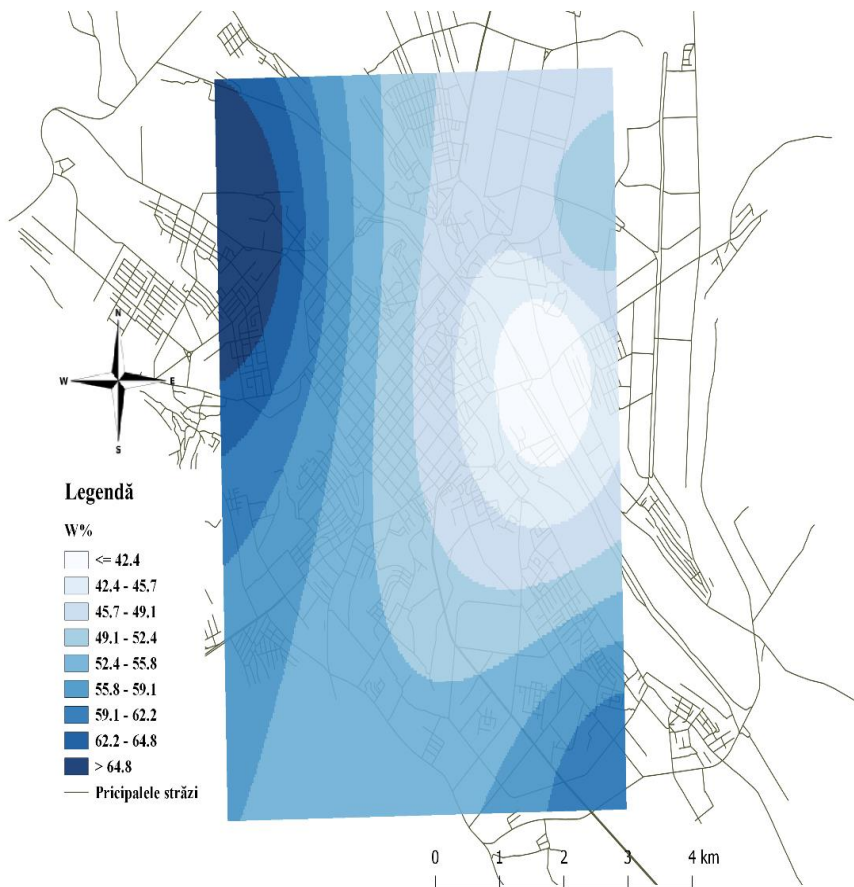 N
W
E
S
Legendă
W%
<= 42.4
42.4 - 45.7
45.7 - 49.1
49.1 - 52.4
52.4 - 55.8
55.8 - 59.1
59.1 - 62.2
62.2 - 64.8
> 64.8
Pricipalele străzi
0 1 2 3 4 km